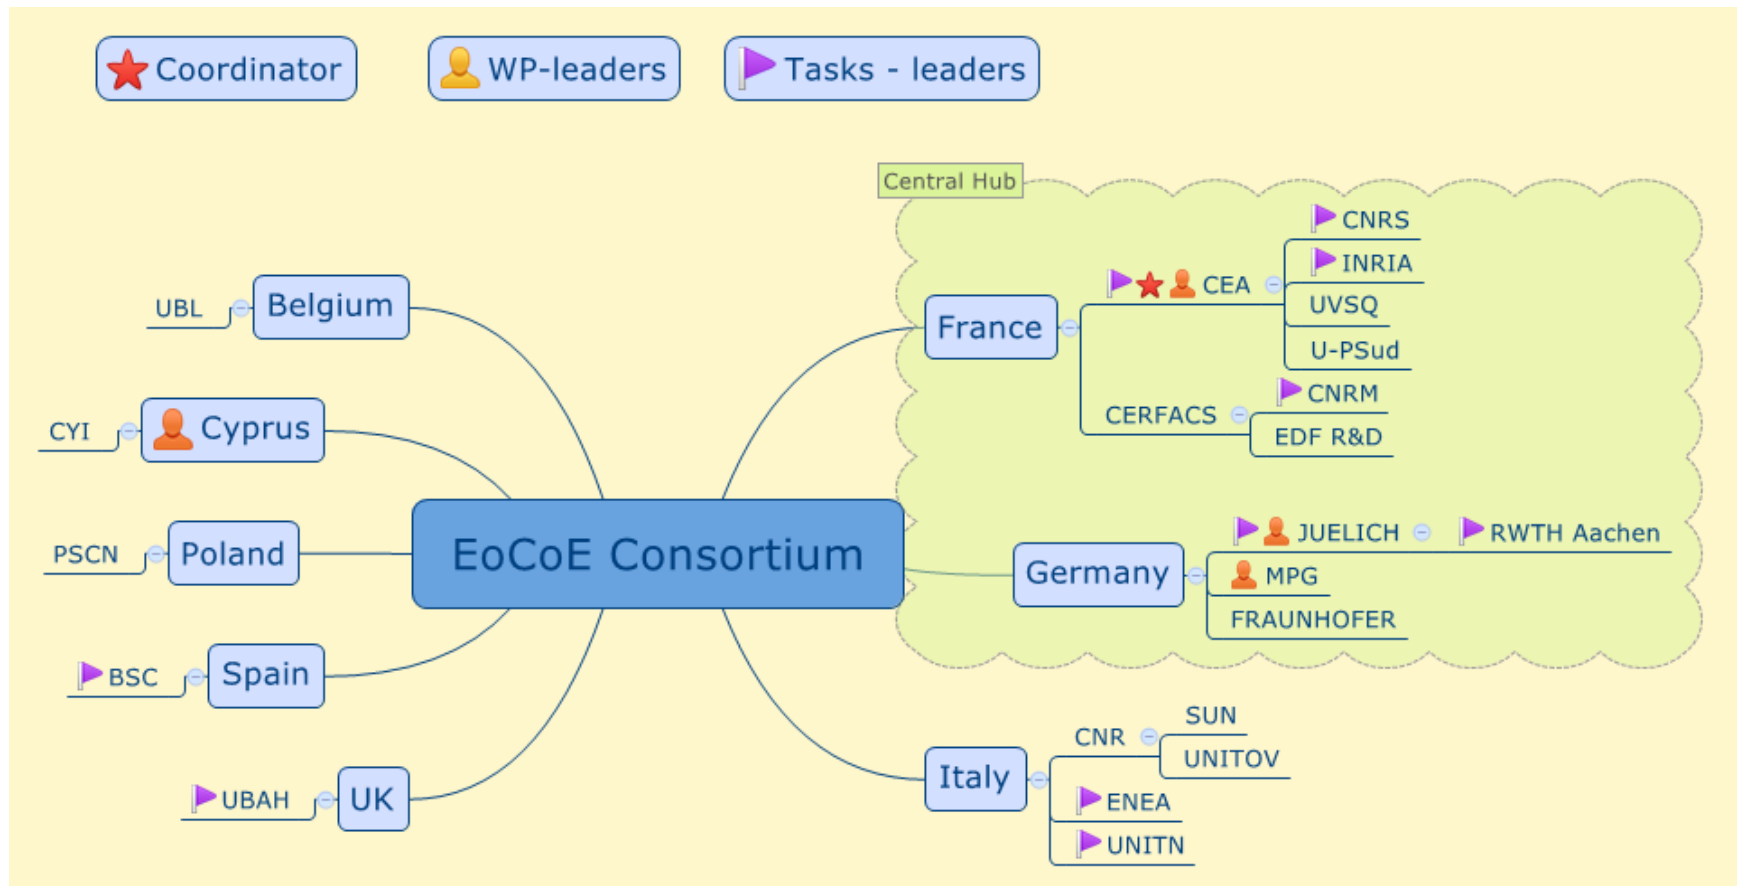 Coordinator
WP-leaders
Tasks - leaders
Central Hub
EoCoE Consortium
Belgium
UBL
Cyprus
CYI
Poland
PSCN
Spain
BSC
UK
UBAH
France
CEA
CNRS
INRIA
UVSQ
U-PSud
CERFACS
CNRM
EDF R&D
Germany
JUELICH
RWTH Aachen
MPG
FRAUNHOFER
Italy
CNR
SUN
UNITOV
ENEA
UNITN